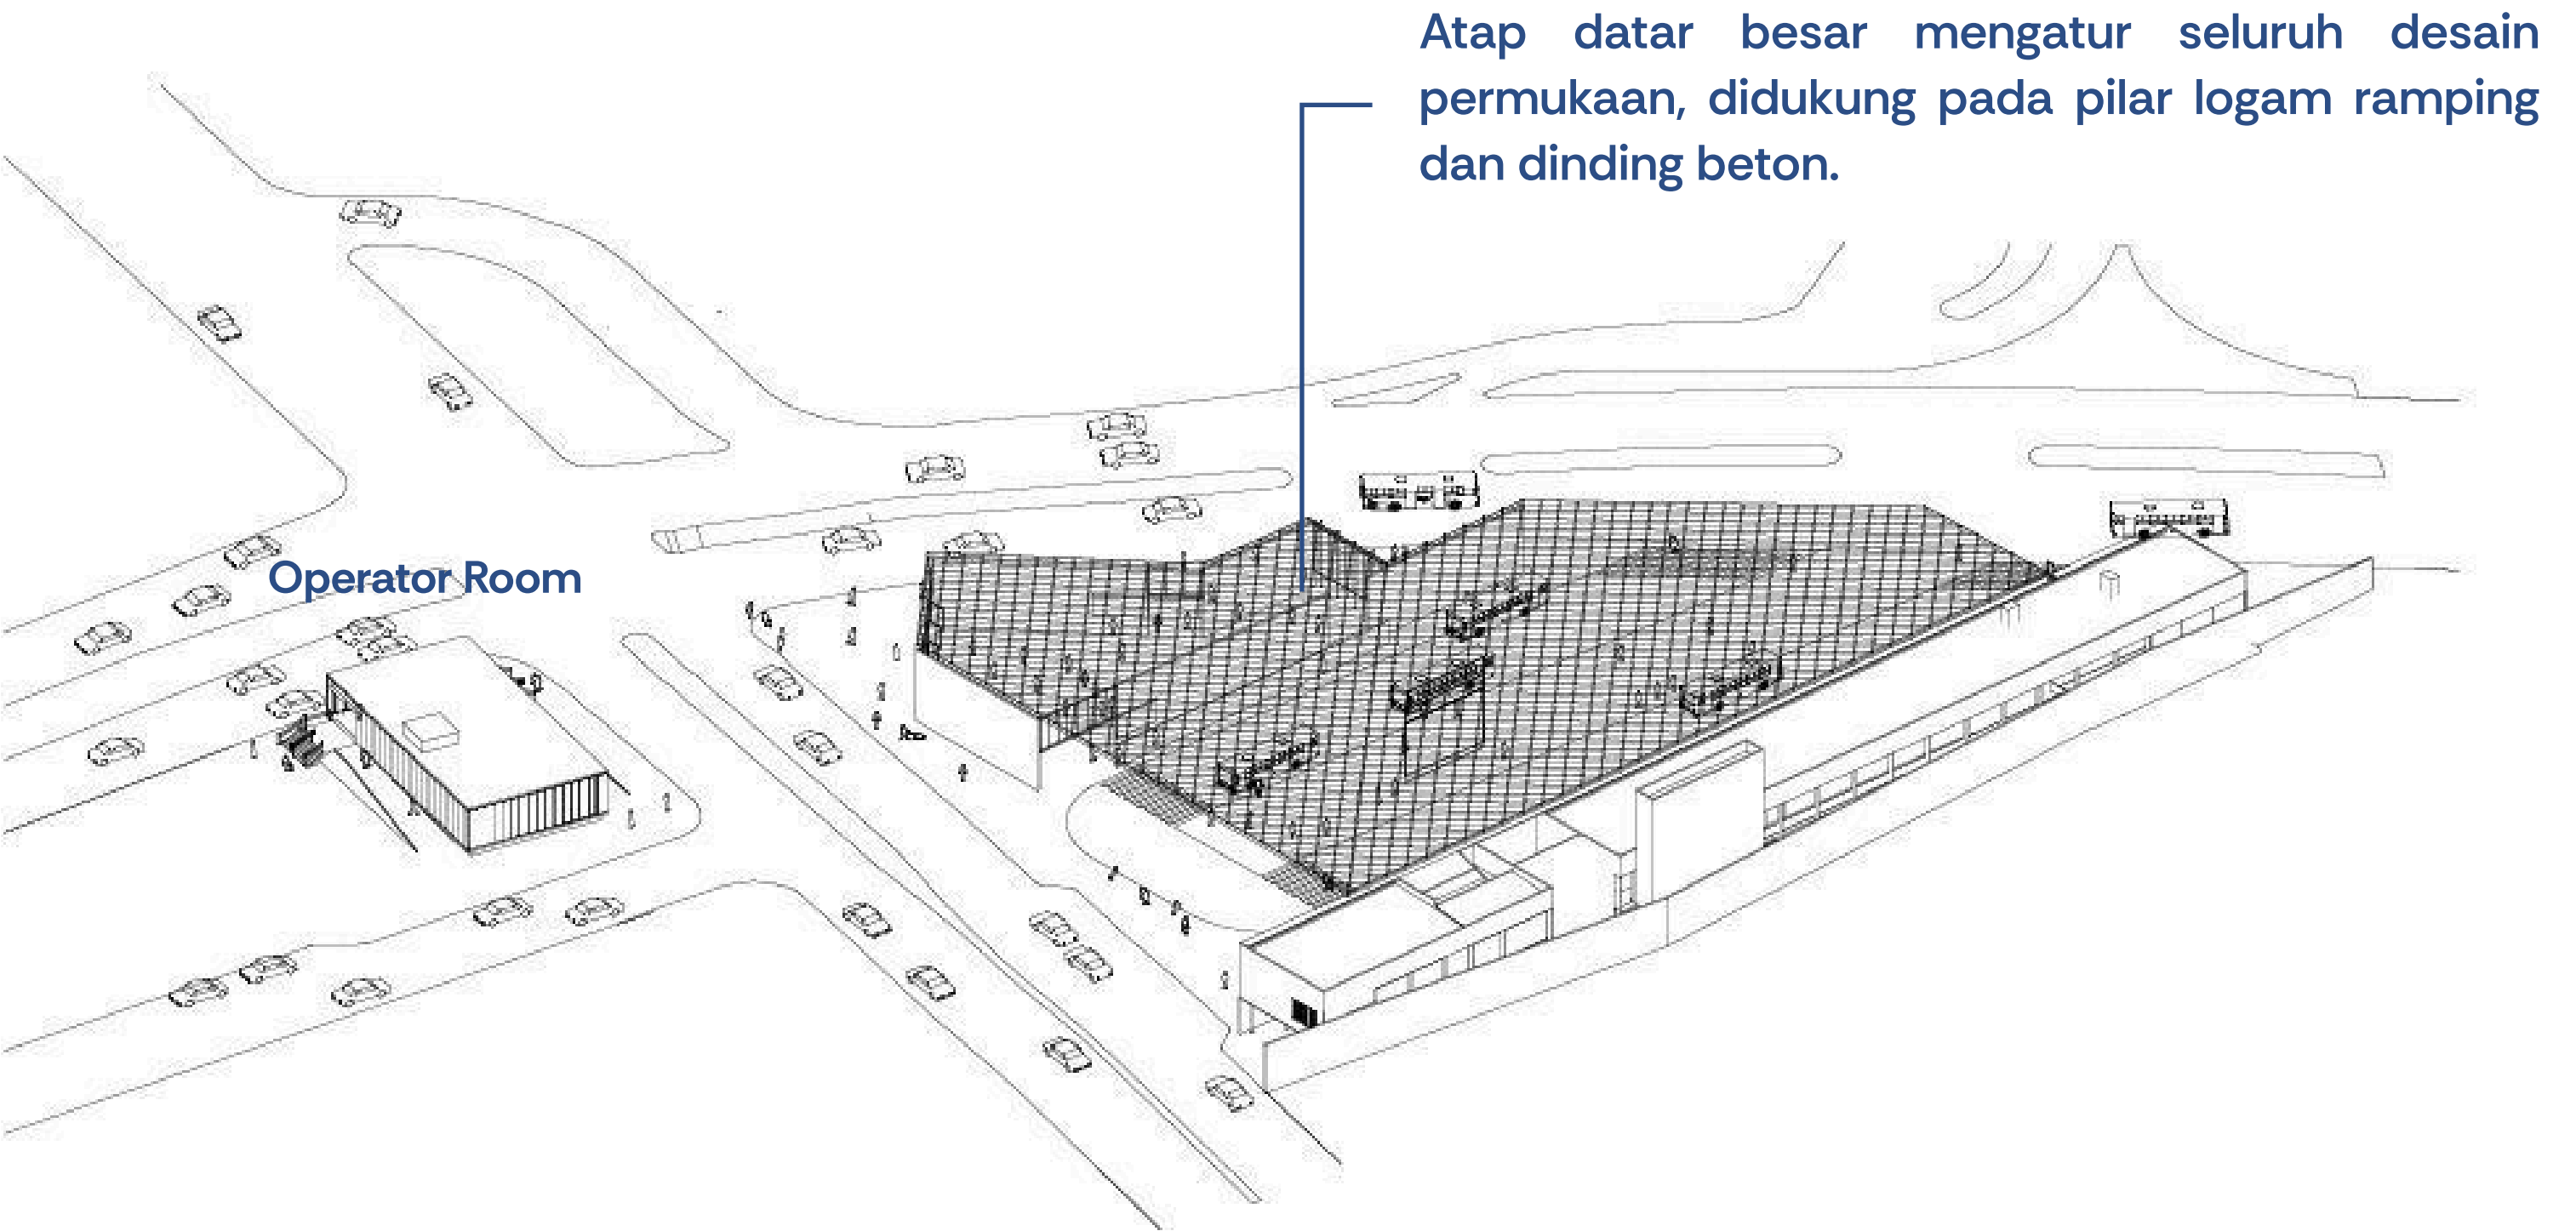 Atap datar besar mengatur seluruh desain
permukaan, didukung pada pilar logam ramping
dan dinding beton.
Operator Room